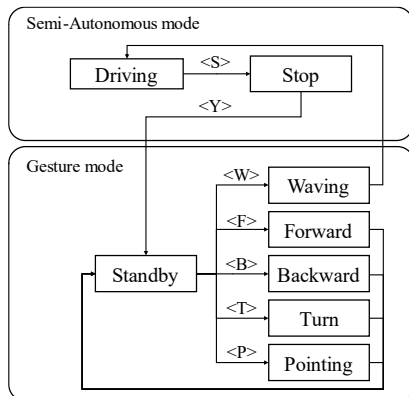 Semi-Autonomous mode
Driving
<S>
Stop
<Y>
Gesture mode
<W>
Waving
<F>
Forward
Standby
<B>
Backward
<T>
Turn
<P>
Pointing